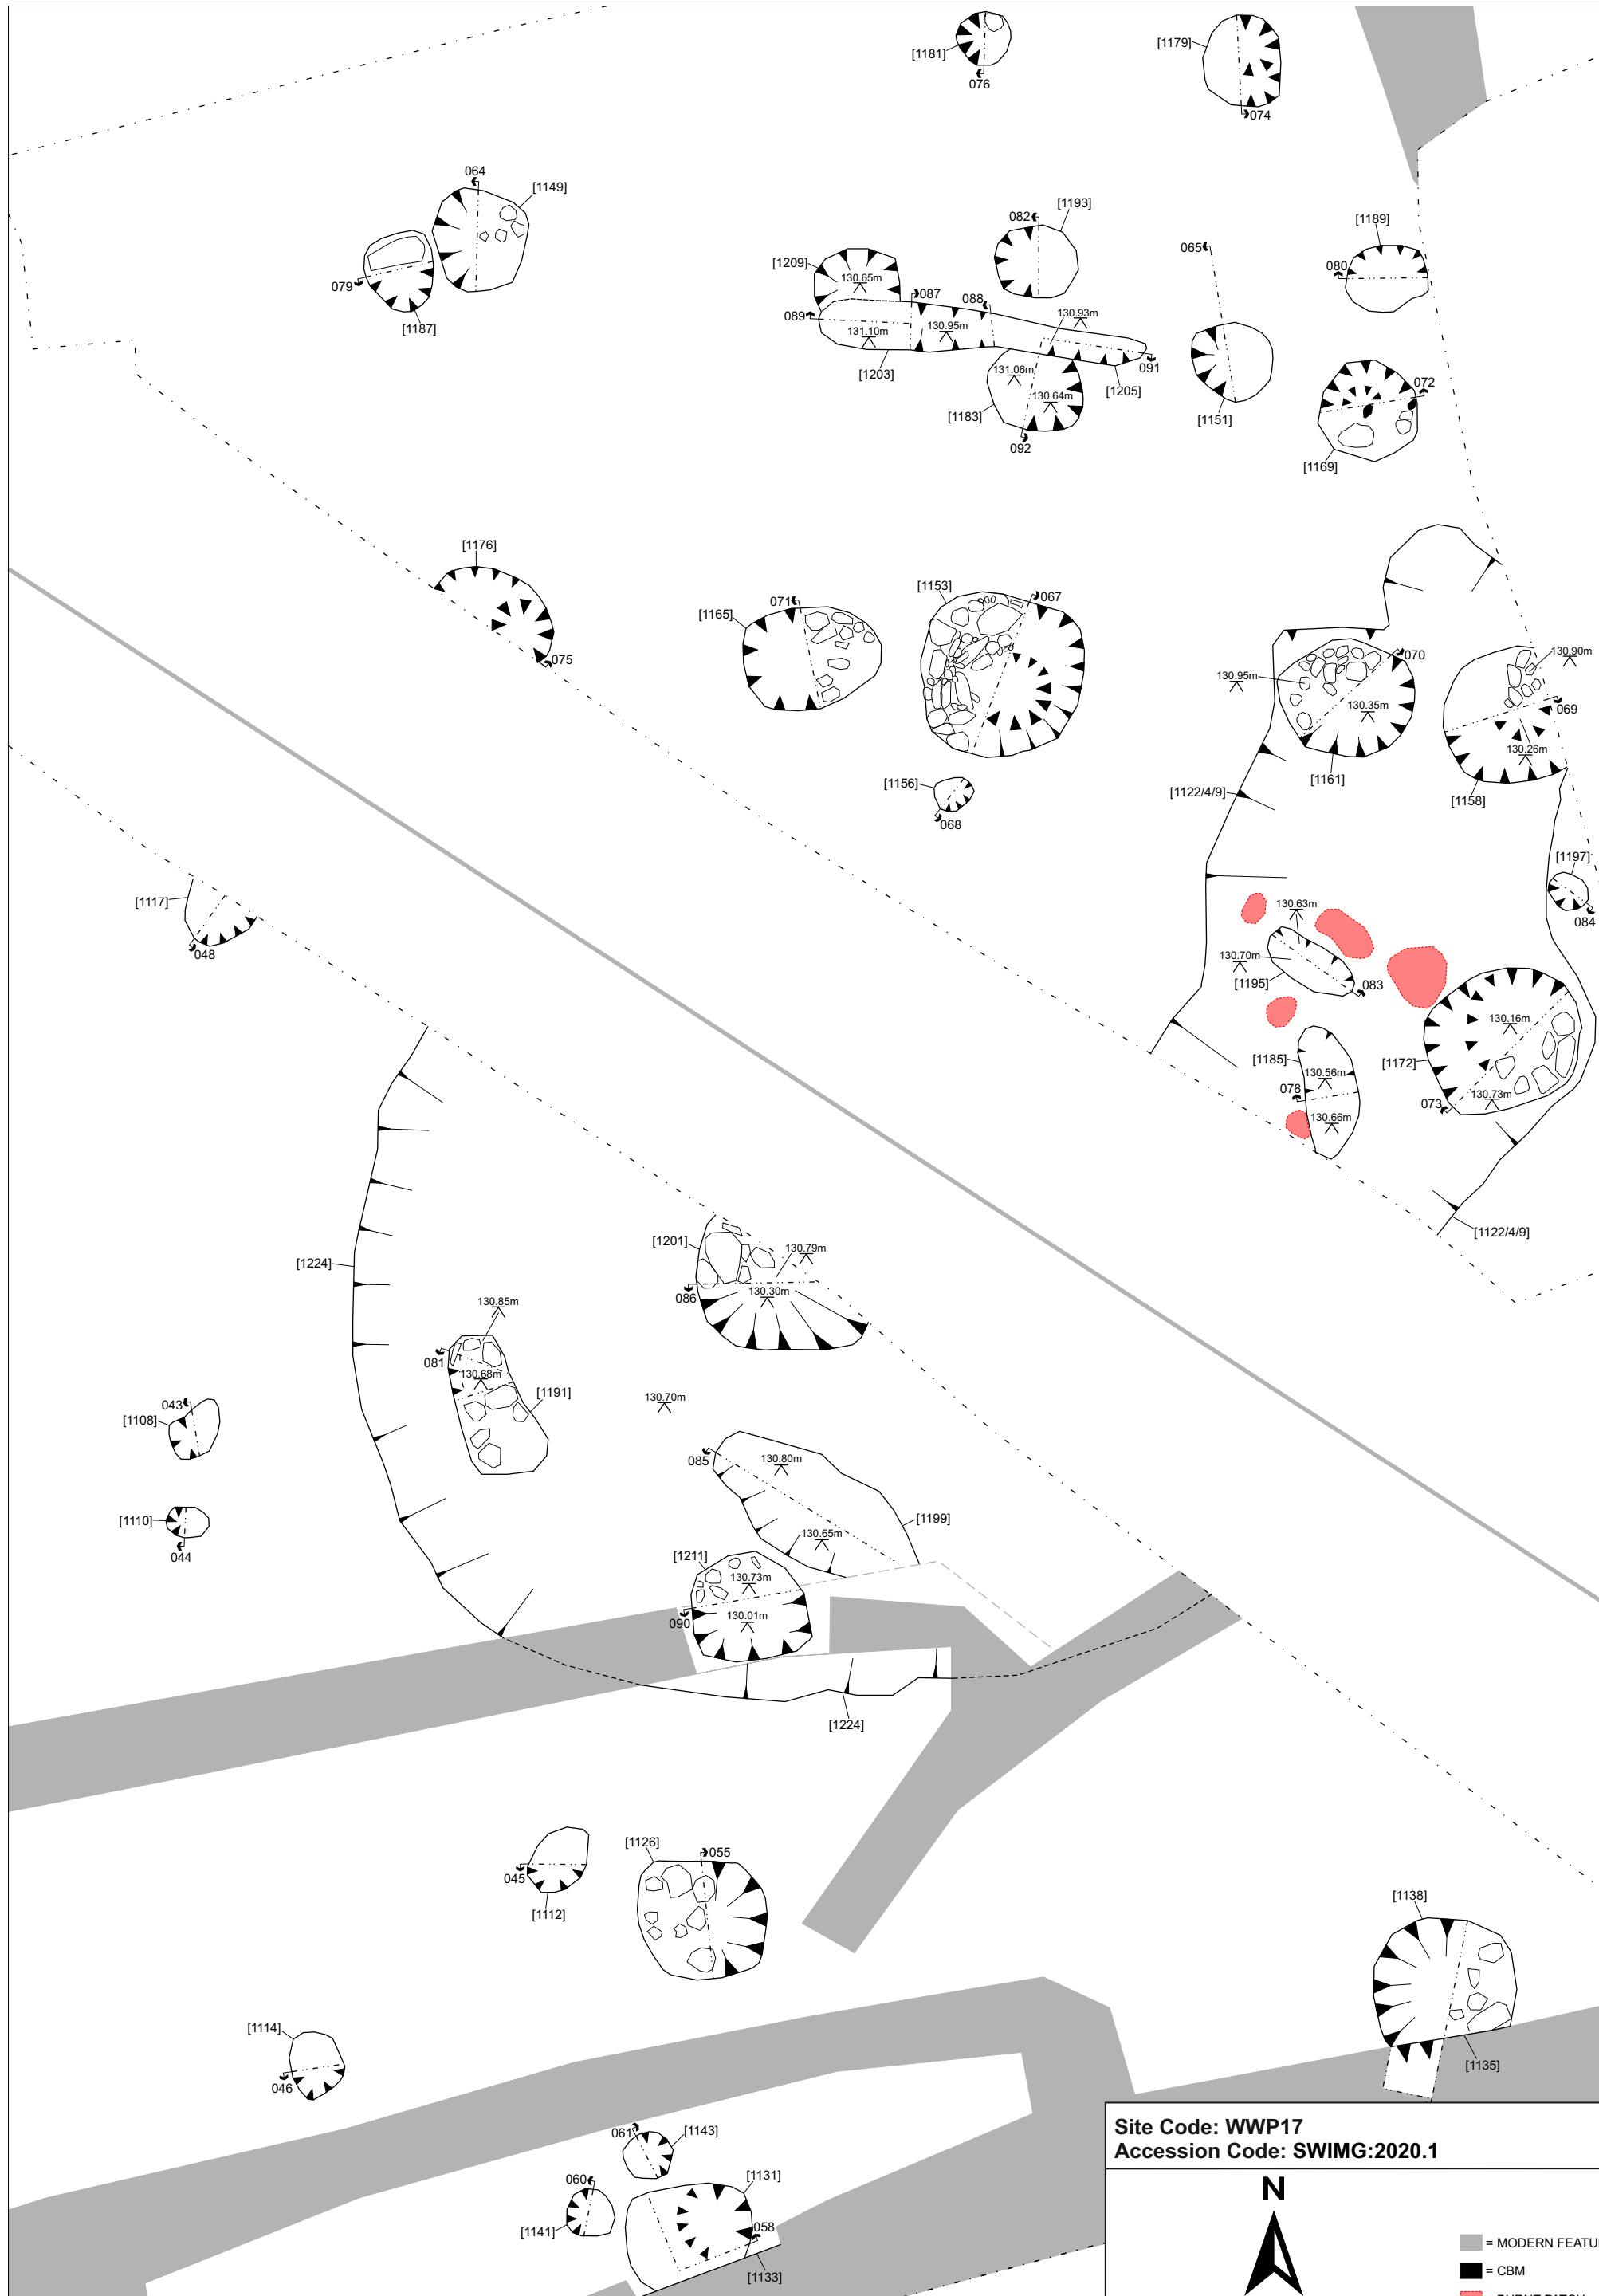 [1181]
076
[1179]
074
064
[1149]
079
[1187]
082
[1193]
065
[1189]
080
[1209]
130.65m
087
088
130.93m
089
131.10m
130.95m
091
[1203]
[1205]
131.06m
130.64m
[1183]
092
[1151]
072
[1169]
[1176]
075
071
[1165]
[1153]
067
[1156]
068
070
130.90m
130.95m
130.35m
069
130.26m
[1161]
[1158]
[1122/4/9]
[1197]
084
[1117]
048
130.63m
130.70m
[1195]
083
130.16m
[1185]
130.56m
[1172]
078
130.73m
073
130.66m
[1122/4/9]
[1201]
130.79m
[1224]
086
130.30m
130.85m
081
130.68m
[1191]
130.70m
043
[1108]
085
130.80m
[1110]
044
[1199]
130.65m
[1211]
130.73m
090
130.01m
[1224]
[1126]
055
045
[1112]
[1138]
[1114]
046
[1135]
061
[1143]
060
[1131]
[1141]
058
[1133]
Site Code: WWP17
Accession Code: SWIMG:2020.1
N
= MODERN FEATU
= CBM